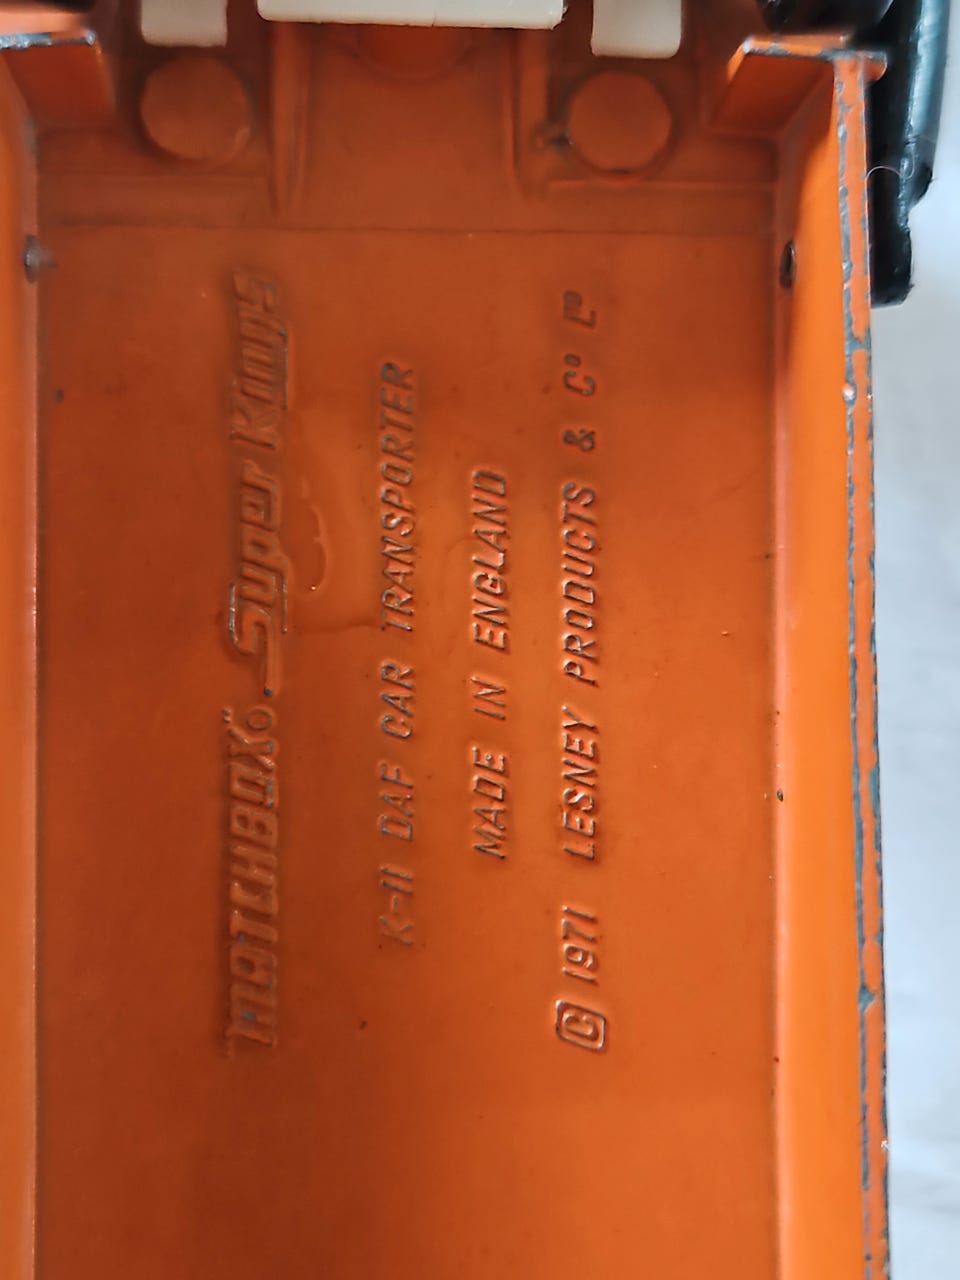 "MATCHBOX" Super Kings
K-11 DAF CAR TRANSPORTER
MADE IN ENGLAND
© 1971 LESNEY PRODUCTS & Cº Lᵀᴰ